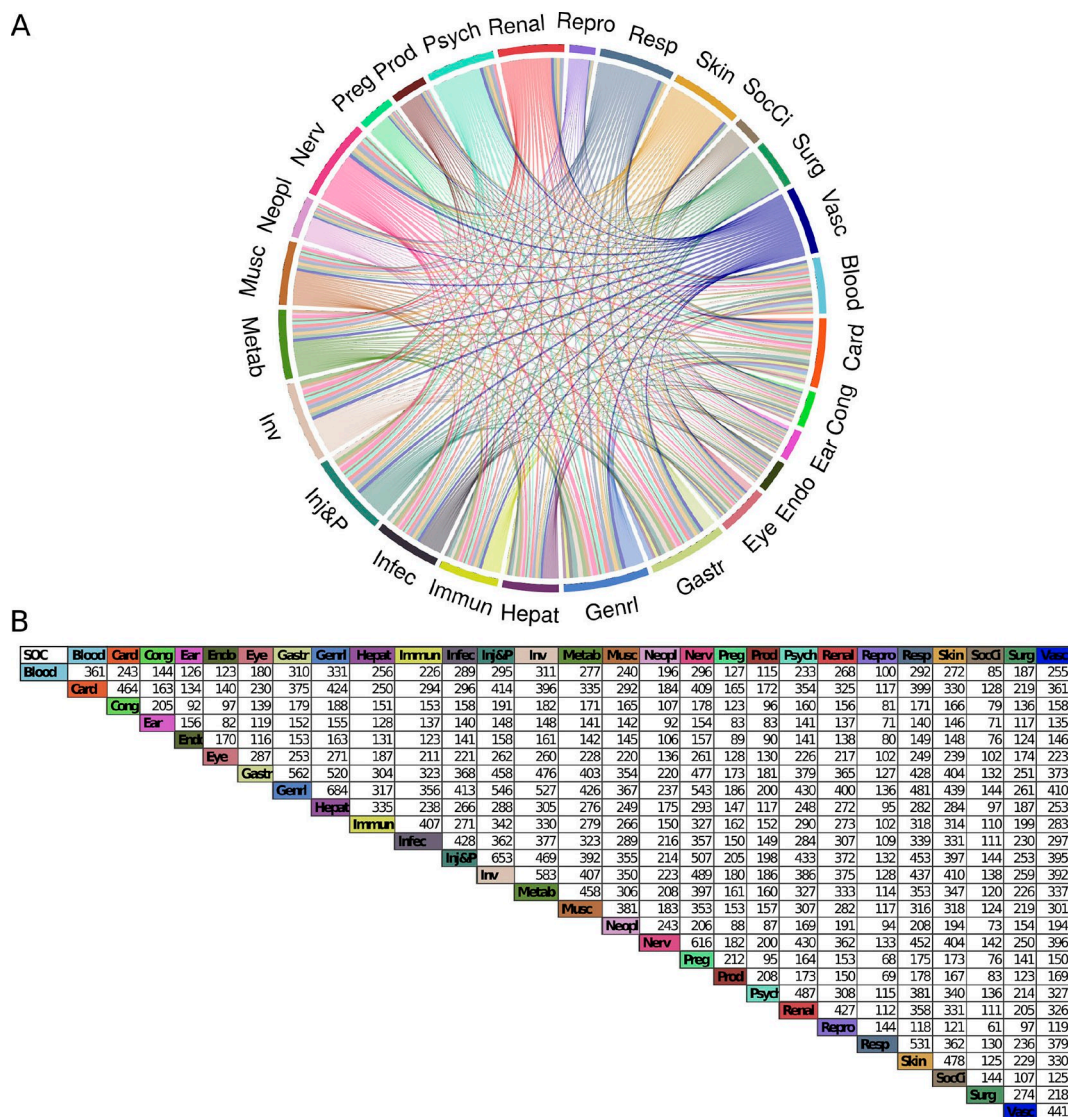 A
Psych
Renal
Repro
Resp
Skin
SocCi
Surg
Vasc
Blood
Card
Cong
Ear
Endo
Eye
Gastr
Genrl
Hepat
Immun
Infec
Inj&P
Inv
Metab
Musc
Neopl
Nerv
Preg
Prod
B
SOC Blood Card Cong Ear Endo Eye Gastr Genrl Hepat Immun Infec Inj&P Inv Metab Musc Neopl Nerv Preg Prod Psych Renal Repro Resp Skin SocCi Surg Vasc
Blood 361 243 144 126 123 180 310 331 256 226 289 295 311 277 240 196 296 127 115 233 268 100 292 272 85 187 255
Card 464 163 134 140 230 375 424 250 294 296 414 396 335 292 184 409 165 172 354 325 117 399 330 128 219 361
Cong 205 92 97 139 179 188 151 153 158 191 182 171 165 107 178 123 96 160 156 81 171 166 79 136 158
Ear 156 82 119 152 155 128 137 140 148 148 141 142 92 154 83 83 141 137 71 140 146 71 117 135
Endo 170 116 153 163 131 123 141 158 161 142 145 106 157 89 90 141 138 80 149 148 76 124 146
Eye 287 253 271 187 211 221 262 260 228 220 136 261 128 130 226 217 102 249 239 102 174 223
Gastr 562 520 304 323 368 458 476 403 354 220 477 173 181 379 365 127 428 404 132 251 373
Genrl 684 317 356 413 546 527 426 367 237 543 186 200 430 400 136 481 439 144 261 410
Hepat 335 238 266 288 305 276 249 175 293 147 117 248 272 95 282 284 97 187 253
Immun 407 271 342 330 279 266 150 327 162 152 290 273 102 318 314 110 199 283
Infec 428 362 377 323 289 216 357 150 149 284 307 109 339 331 111 230 297
Inj&P 653 469 392 355 214 507 205 198 433 372 132 453 397 144 253 395
Inv 583 407 350 223 489 180 186 386 375 128 437 410 138 259 392
Metab 458 306 208 397 161 160 327 333 114 353 347 120 226 337
Musc 381 183 353 153 157 307 282 117 316 318 124 219 301
Neopl 243 206 88 87 169 191 94 208 194 73 154 194
Nerv 616 182 200 430 362 133 452 404 142 250 396
Preg 212 95 164 153 68 175 173 76 141 150
Prod 208 173 150 69 178 167 83 123 169
Psych 487 308 115 381 340 136 214 327
Renal 427 112 358 331 111 205 326
Repro 144 118 121 61 97 119
Resp 531 362 130 236 379
Skin 478 125 229 330
SocCi 144 107 125
Surg 274 218
Vasc 441